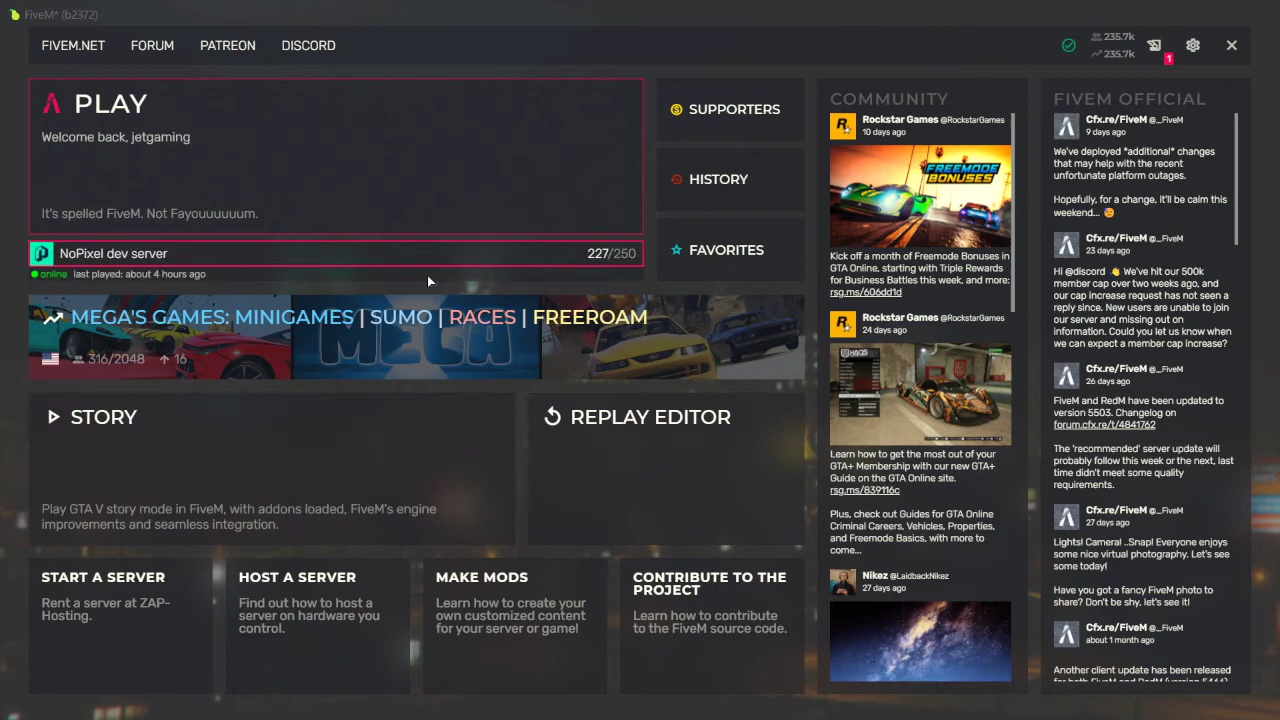 FiveM* (b2372)
FIVEM.NET FORUM PATREON DISCORD
235.7k
235.7k
1
PLAY
Welcome back, jetgaming
It's spelled FiveM. Not Fayouuuuuum.
NoPixel dev server 227/250
online last played: about 4 hours ago
SUPPORTERS
HISTORY
FAVORITES
MEGA'S GAMES: MINIGAMES | SUMO | RACES | FREEROAM
MEGA
316/2048 16
STORY
Play GTA V story mode in FiveM, with addons loaded, FiveM's engine
improvements and seamless integration.
REPLAY EDITOR
START A SERVER
Rent a server at ZAP-
Hosting.
HOST A SERVER
Find out how to host a
server on hardware you
control.
MAKE MODS
Learn how to create your
own customized content
for your server or game!
CONTRIBUTE TO THE
PROJECT
Learn how to contribute
to the FiveM source code.
COMMUNITY
Rockstar Games @RockstarGames
10 days ago
FREEMODE
BONUSES
Kick off a month of Freemode Bonuses in
GTA Online, starting with Triple Rewards
for Business Battles this week, and more:
rsg.ms/606dd1d
Rockstar Games @RockstarGames
24 days ago
Learn how to get the most out of your
GTA+ Membership with our new GTA+
Guide on the GTA Online site.
rsg.ms/839116c
Plus, check out Guides for GTA Online
Criminal Careers, Vehicles, Properties,
and Freemode Basics, with more to
come...
Nikez @LaidbackNikez
27 days ago
FIVEM OFFICIAL
Cfx.re/FiveM @_FiveM
9 days ago
We've deployed *additional* changes
that may help with the recent
unfortunate platform outages.
Hopefully, for a change, it'll be calm this
weekend...
Cfx.re/FiveM @_FiveM
23 days ago
Hi @discord 👋 We've hit our 500k
member cap over two weeks ago, and
our cap increase request has not seen a
reply since. New users are unable to join
our server and missing out on
information. Could you let us know when
we can expect a member cap increase?
Cfx.re/FiveM @_FiveM
26 days ago
FiveM and RedM have been updated to
version 5503. Changelog on
forum.cfx.re/t/4841762
The 'recommended' server update will
probably follow this week or the next, last
time didn't meet some quality
requirements.
Cfx.re/FiveM @_FiveM
27 days ago
Lights! Camera! ..Snap! Everyone enjoys
some nice virtual photography. Let's see
some today!
Have you got a fancy FiveM photo to
share? Don't be shy, let's see it!
Cfx.re/FiveM @_FiveM
about 1 month ago
Another client update has been released
for both FiveM and RedM (version 5466)